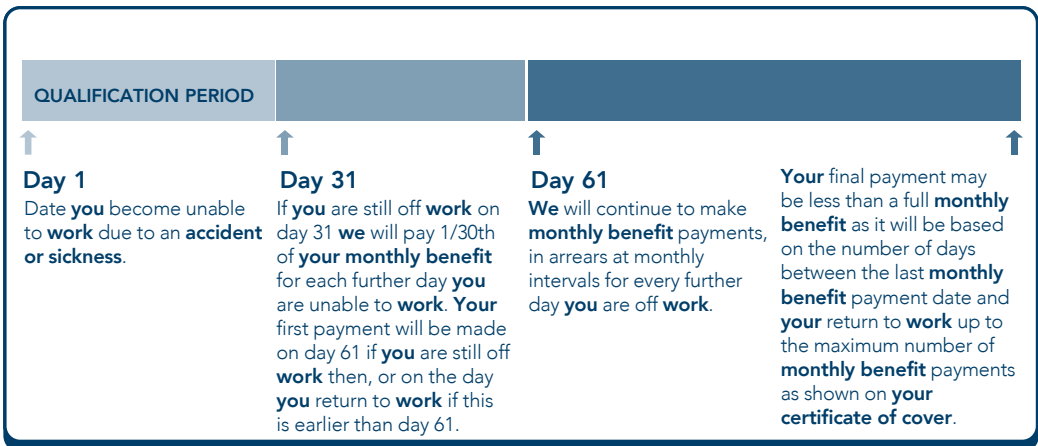 QUALIFICATION PERIOD
Day 1
Date you become unable
to work due to an accident
or sickness.
Day 31
If you are still off work on
day 31 we will pay 1/30th
of your monthly benefit
for each further day you
are unable to work. Your
first payment will be made
on day 61 if you are still off
work then, or on the day
you return to work if this
is earlier than day 61.
Day 61
We will continue to make
monthly benefit payments,
in arrears at monthly
intervals for every further
day you are off work.
Your final payment may
be less than a full monthly
benefit as it will be based
on the number of days
between the last monthly
benefit payment date and
your return to work up to
the maximum number of
monthly benefit payments
as shown on your
certificate of cover.